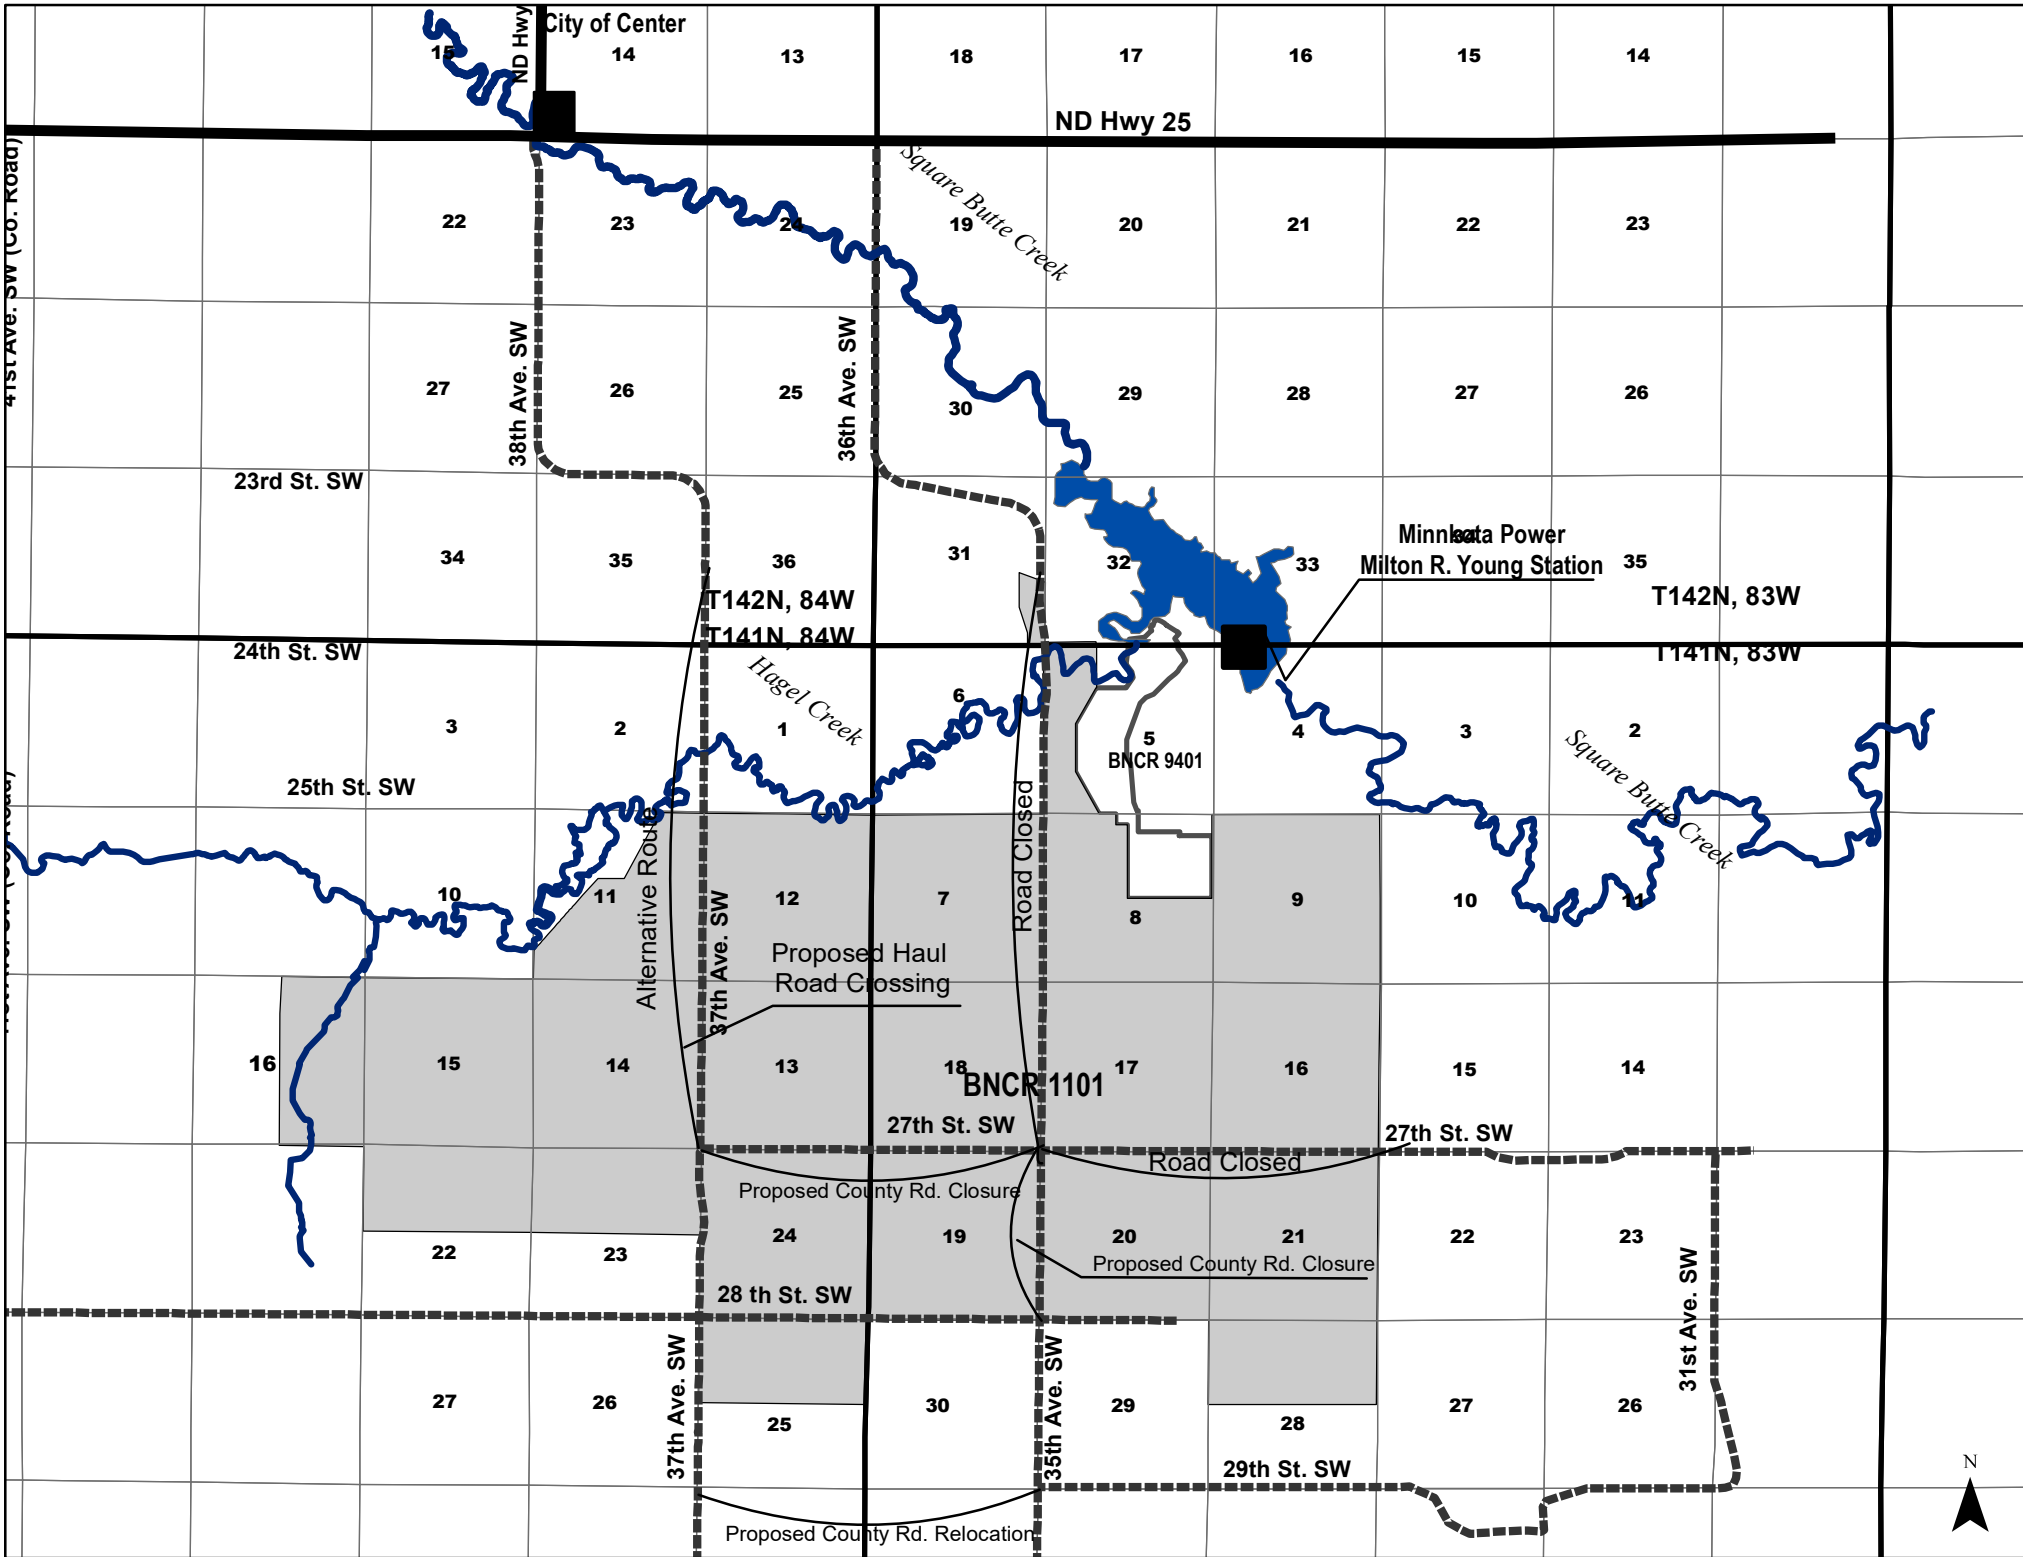 City of Center
ND Hwy
15
14
13
18
17
16
15
14
ND Hwy 25
41st Ave. SW (Co. Road)
Square Butte Creek
22
23
24
19
20
21
22
23
38th Ave. SW
36th Ave. SW
27
26
25
30
29
28
27
26
23rd St. SW
34
35
36
31
32
33
34
35
Minnkota Power
Milton R. Young Station
T142N, 84W
T141N, 84W
T142N, 83W
T141N, 83W
24th St. SW
Hagel Creek
3
2
1
6
5
BNCR 9401
4
3
2
Square Butte Creek
25th St. SW
Alternative Route
Road Closed
10
11
12
7
8
9
10
11
37th Ave. SW
Proposed Haul
Road Crossing
16
15
14
13
18
17
16
15
14
BNCR 1101
27th St. SW
27th St. SW
Road Closed
Proposed County Rd. Closure
22
23
24
19
20
21
22
23
Proposed County Rd. Closure
28 th St. SW
31st Ave. SW
37th Ave. SW
35th Ave. SW
27
26
25
30
29
28
27
26
29th St. SW
Proposed County Rd. Relocation
N